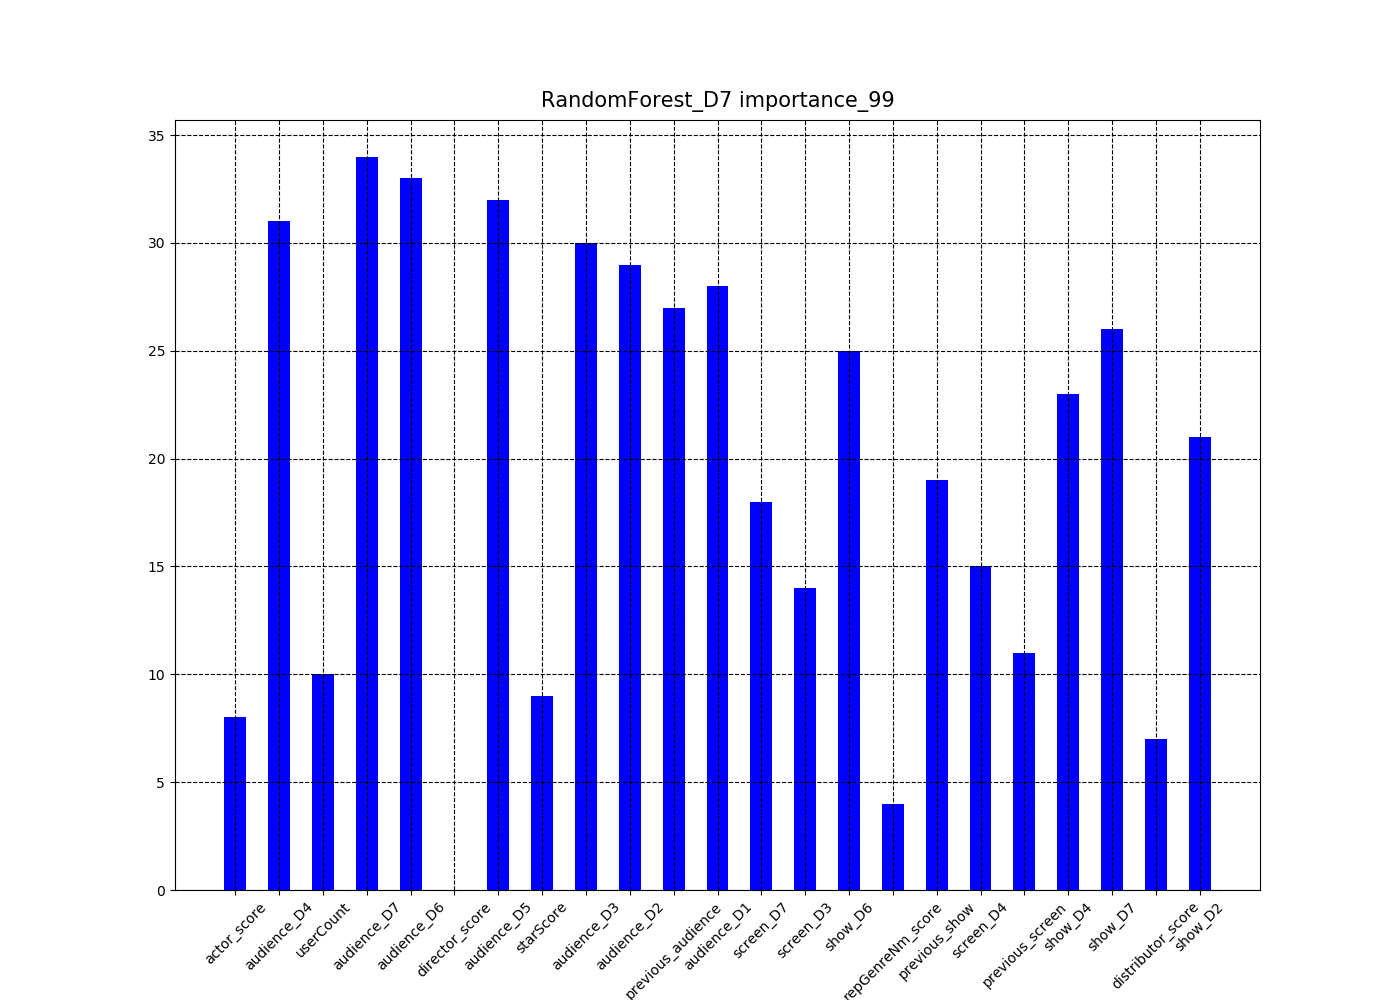 RandomForest_D7 importance_99
35
30
25
20
15
10
5
0
actor_score
audience_D4
userCount
audience_D7
audience_D6
director_score
audience_D5
starScore
audience_D3
audience_D2
previous_audience
audience_D1
screen_D7
screen_D3
show_D6
repGenreNm_score
previous_show
screen_D4
previous_screen
show_D4
show_D7
distributor_score
show_D2